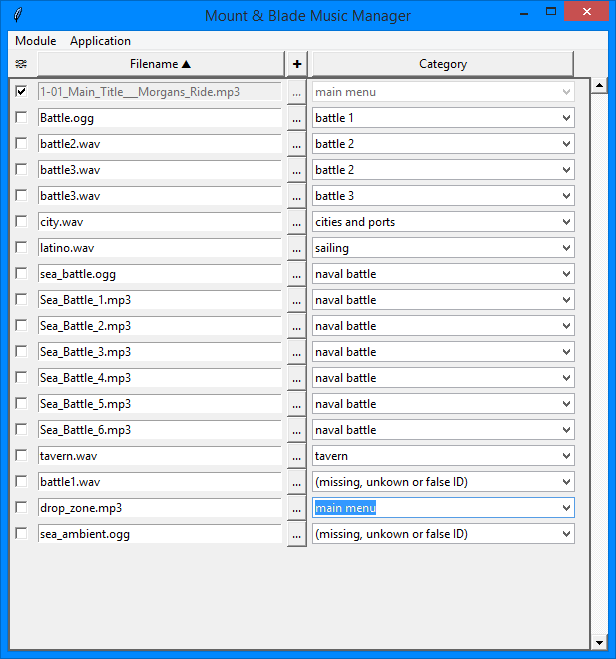 Mount & Blade Music Manager
Module Application
Filename ▲ + Category
1-01_Main_Title___Morgans_Ride.mp3 ... main menu
Battle.ogg ... battle 1
battle2.wav ... battle 2
battle3.wav ... battle 2
battle3.wav ... battle 3
city.wav ... cities and ports
latino.wav ... sailing
sea_battle.ogg ... naval battle
Sea_Battle_1.mp3 ... naval battle
Sea_Battle_2.mp3 ... naval battle
Sea_Battle_3.mp3 ... naval battle
Sea_Battle_4.mp3 ... naval battle
Sea_Battle_5.mp3 ... naval battle
Sea_Battle_6.mp3 ... naval battle
tavern.wav ... tavern
battle1.wav ... (missing, unkown or false ID)
drop_zone.mp3 ... main menu
sea_ambient.ogg ... (missing, unkown or false ID)